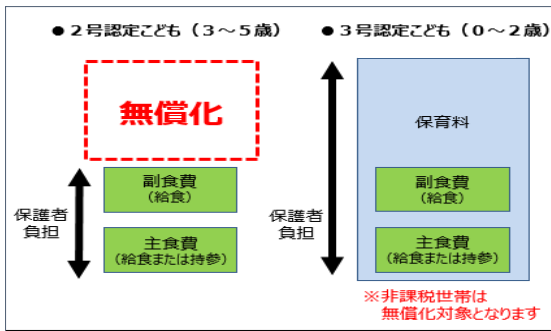 ●２号認定こども（３～５歳）
無償化
副食費
(給食)
主食費
(給食または持参)
保護者
負担
●３号認定こども（０～２歳）
保育料
副食費
(給食)
主食費
(給食または持参)
保護者
負担
※非課税世帯は
無償化対象となります